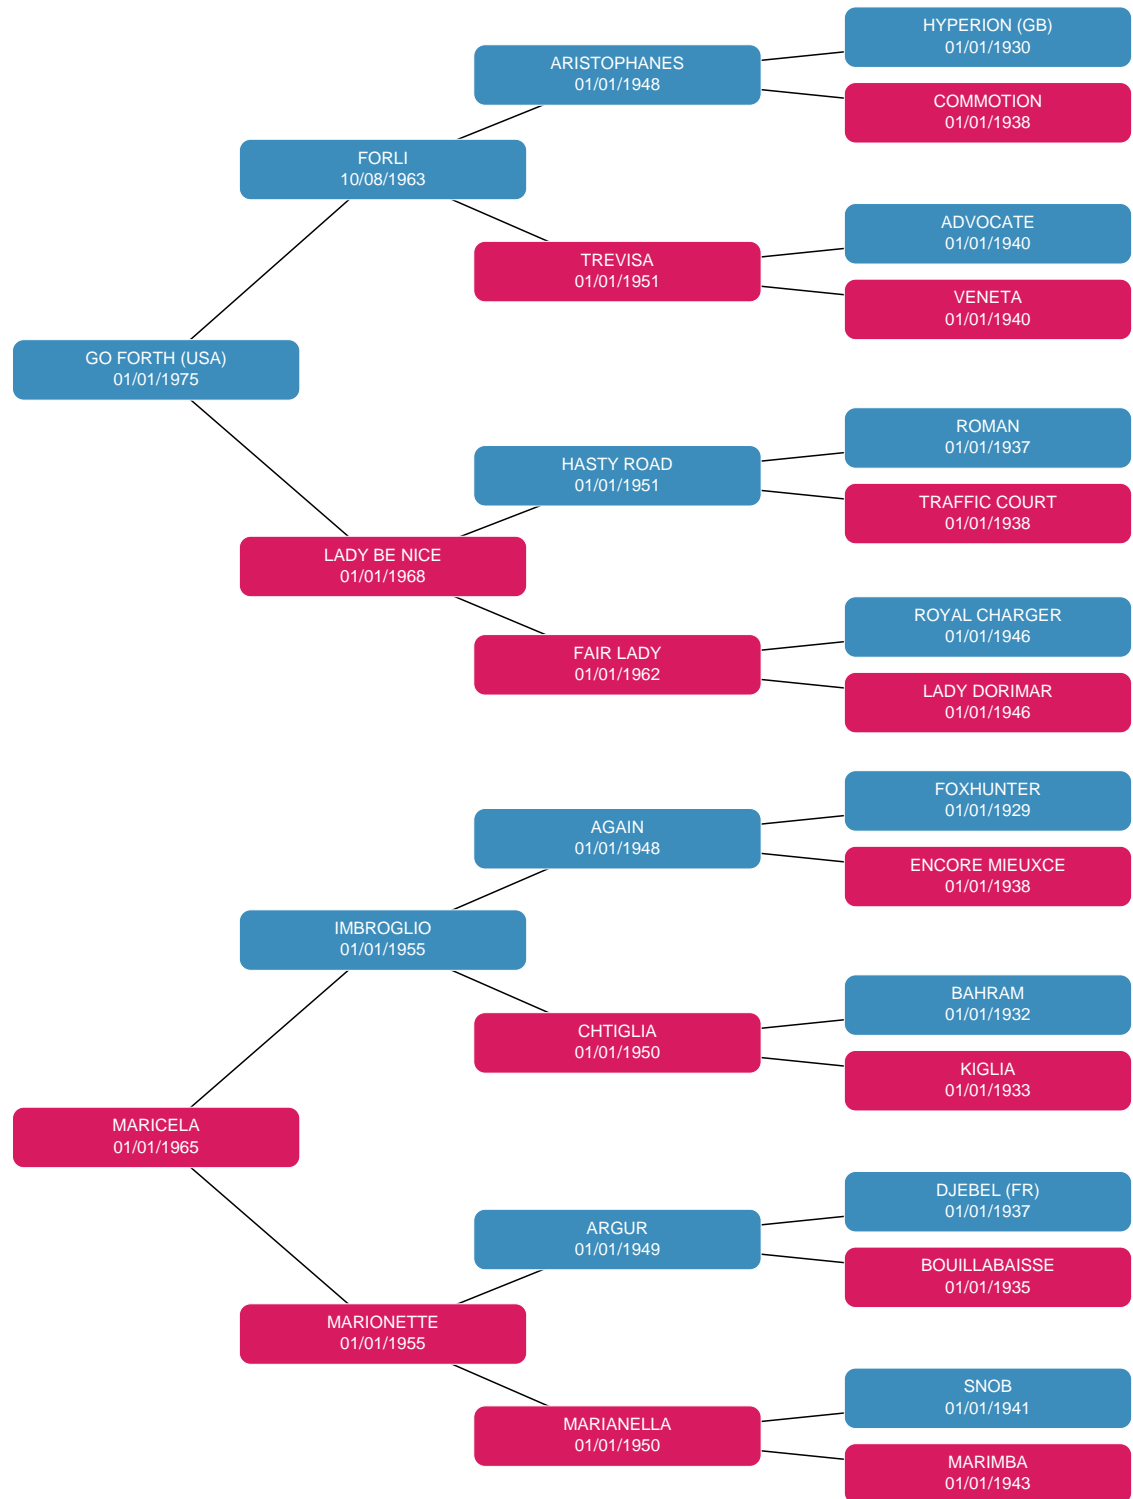 HYPERION (GB)
01/01/1930
ARISTOPHANES
01/01/1948
COMMOTION
01/01/1938
FORLI
10/08/1963
ADVOCATE
01/01/1940
TREVISA
01/01/1951
VENETA
01/01/1940
GO FORTH (USA)
01/01/1975
ROMAN
01/01/1937
HASTY ROAD
01/01/1951
TRAFFIC COURT
01/01/1938
LADY BE NICE
01/01/1968
ROYAL CHARGER
01/01/1946
FAIR LADY
01/01/1962
LADY DORIMAR
01/01/1946
FOXHUNTER
01/01/1929
AGAIN
01/01/1948
ENCORE MIEUXCE
01/01/1938
IMBROGLIO
01/01/1955
BAHRAM
01/01/1932
CHTIGLIA
01/01/1950
KIGLIA
01/01/1933
MARICELA
01/01/1965
DJEBEL (FR)
01/01/1937
ARGUR
01/01/1949
BOUILLABAISSE
01/01/1935
MARIONETTE
01/01/1955
SNOB
01/01/1941
MARIANELLA
01/01/1950
MARIMBA
01/01/1943